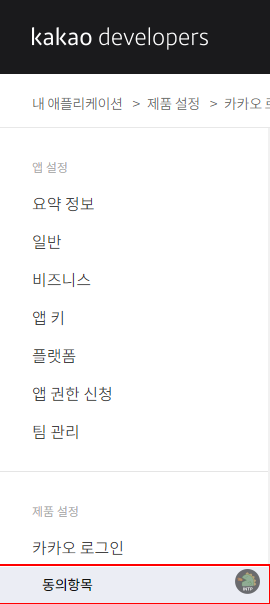 kakao developers
내 애플리케이션 > 제품 설정 > 카카오
앱 설정
요약 정보
일반
비즈니스
앱 키
플랫폼
앱 권한 신청
팀 관리
제품 설정
카카오 로그인
동의항목
MTP